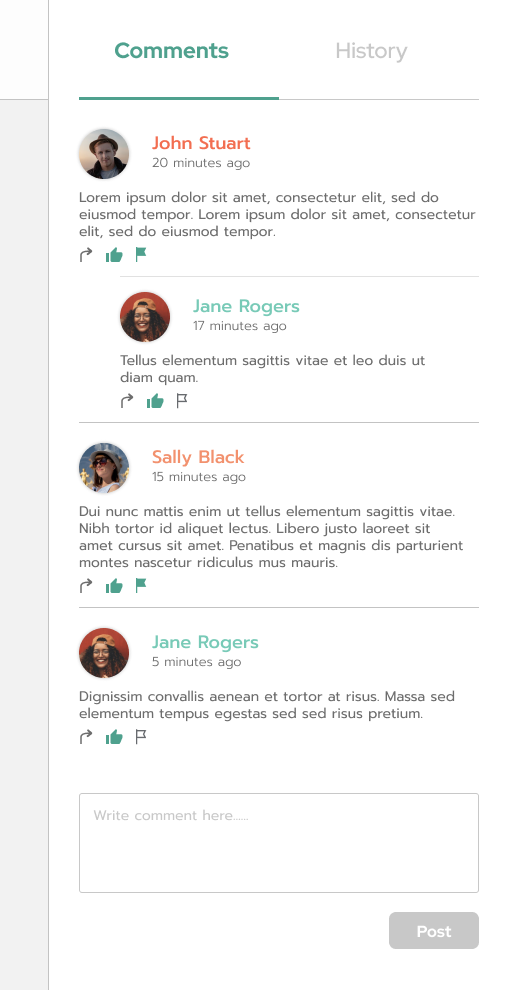 Comments
History
John Stuart
20 minutes ago
Lorem ipsum dolor sit amet, consectetur elit, sed do
eiusmod tempor. Lorem ipsum dolor sit amet, consectetur
elit, sed do eiusmod tempor.
Jane Rogers
17 minutes ago
Tellus elementum sagittis vitae et leo duis ut
diam quam.
Sally Black
15 minutes ago
Dui nunc mattis enim ut tellus elementum sagittis vitae.
Nibh tortor id aliquet lectus. Libero justo laoreet sit
amet cursus sit amet. Penatibus et magnis dis parturient
montes nascetur ridiculus mus mauris.
Jane Rogers
5 minutes ago
Dignissim convallis aenean et tortor at risus. Massa sed
elementum tempus egestas sed sed risus pretium.
Write comment here......
Post